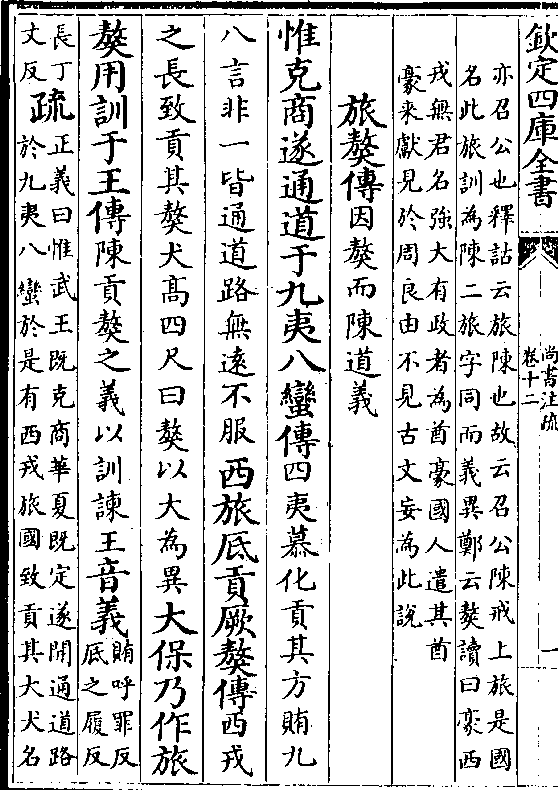 欽定四庫全書
尚書注疏
卷十二
一
亦召公也釋詁云旅陳也故云召公陳戒上旅是國
名此旅訓為陳二旅字同而義異鄭云獒讀曰豪西
戎無君名強大有政者為酋豪國人遣其酋
豪来獻見於周良由不見古文妄為此說
旅獒傳因獒而陳道義
惟克商遂通道于九夷八蠻傳四夷慕化貢其方賄九
八言非一皆通道路無逺不服西旅厎貢厥獒傳西戎
之長致貢其獒犬髙四尺曰獒以大為異大保乃作旅
獒用訓于王傳陳貢獒之義以訓諫王音義賄呼罪反
厎之履反
長丁
丈反疏正義曰惟武王既克商華夏既定遂開通道路
於九夷八蠻於是有西戎旅國致貢其大犬名